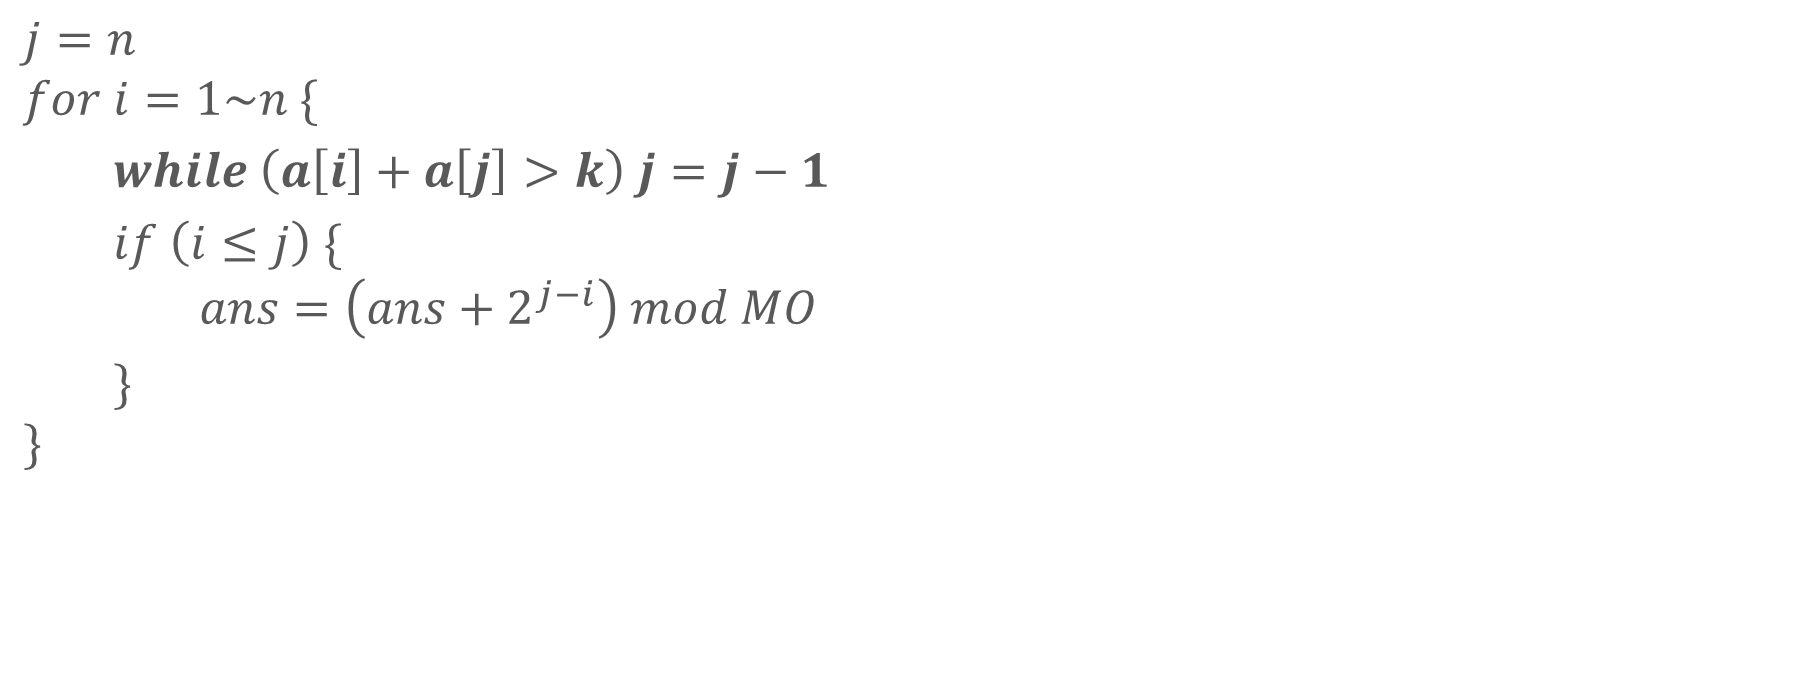 j = n
for i = 1~n {
while (a[i] + a[j] > k) j = j − 1
if (i ≤ j) {
ans = (ans + 2^{j−i}) mod MO
}
}